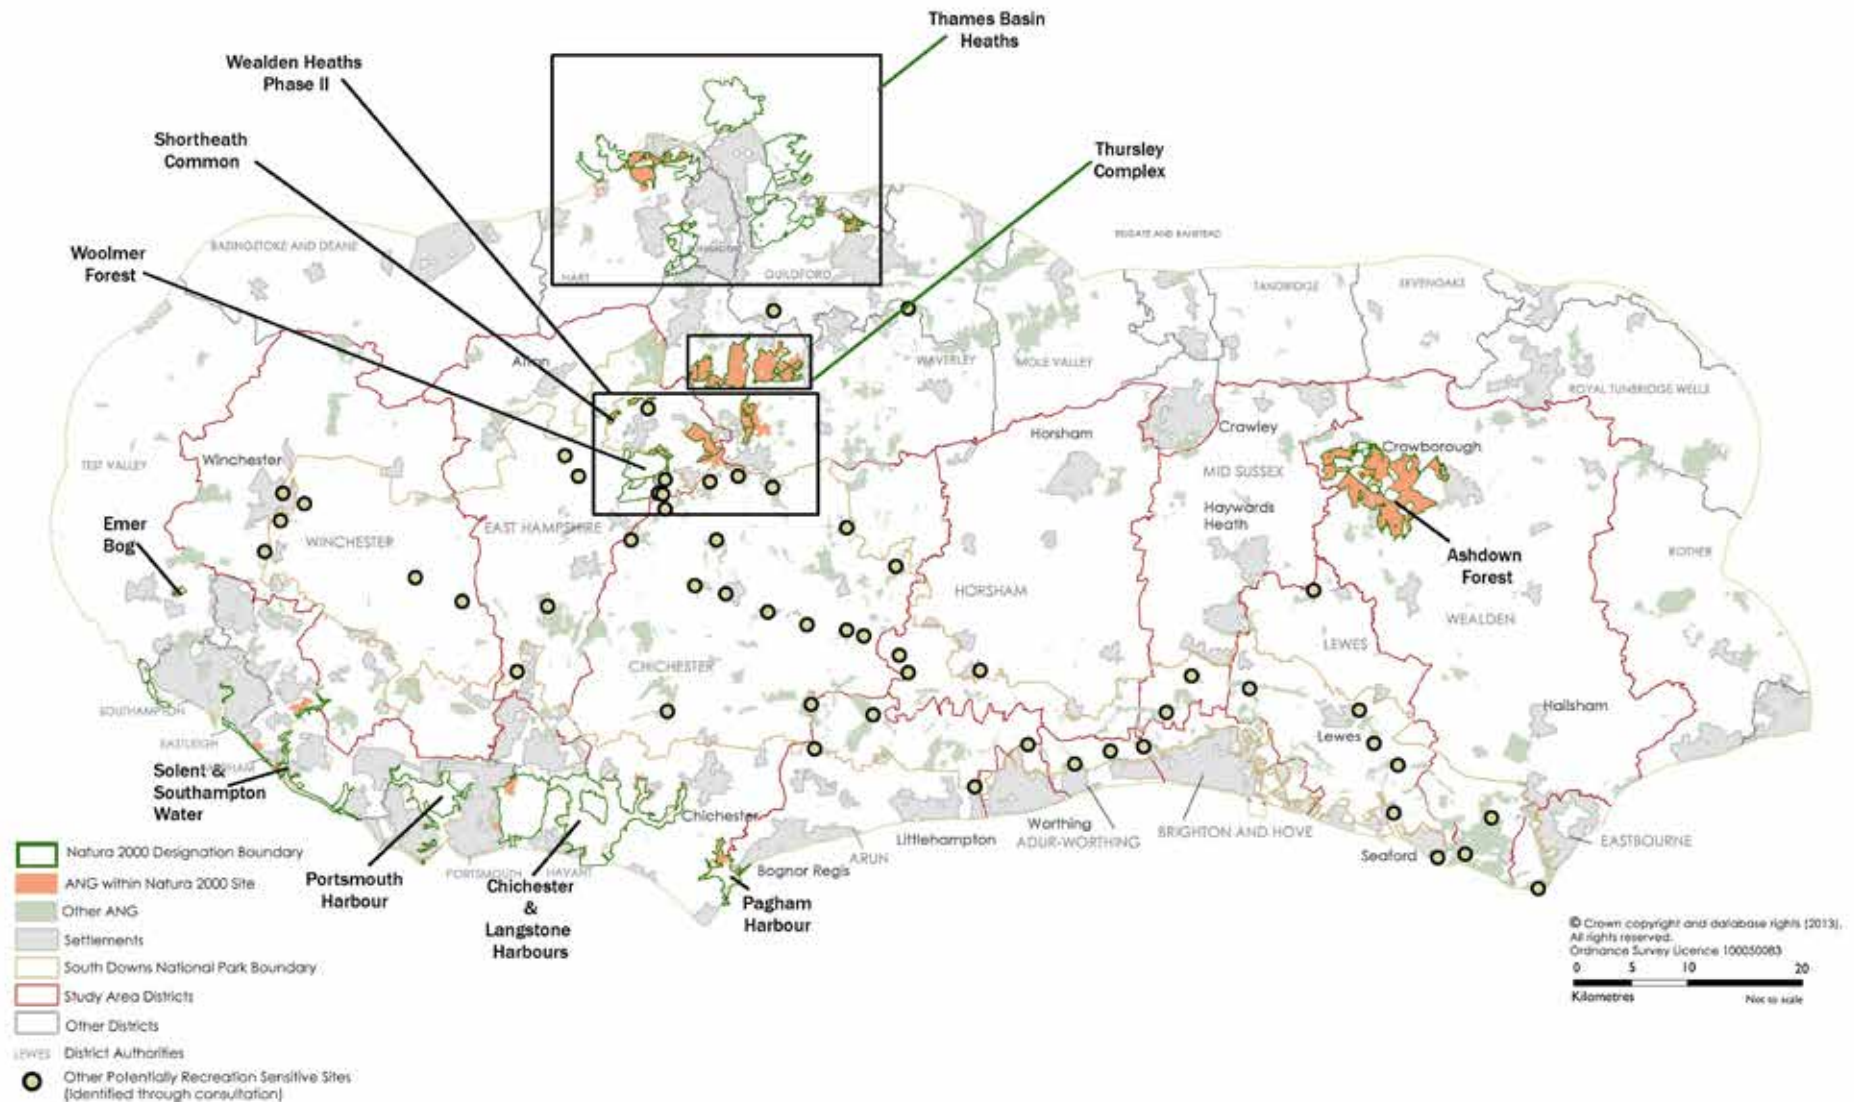 Thames Basin
Heaths
Wealden Heaths
Phase II
Shortheath
Common
Thursley
Complex
Woolmer
Forest
BASINGSTOKE AND DEANE
REIGATE AND BANSTEAD
HART
GUILDFORD
TANDRIDGE
SEVENOAKS
Alton
WAVERLEY
MOLE VALLEY
ROYAL TUNBRIDGE WELLS
Horsham
Crawley
Crowborough
TEST VALLEY
Winchester
MID SUSSEX
Haywards
Heath
EAST HAMPSHIRE
WINCHESTER
Emer
Bog
Ashdown
Forest
ROTHER
HORSHAM
WEALDEN
LEWES
CHICHESTER
SOUTHAMPTON
Hailsham
Lewes
EASTLEIGH
Solent &
Southampton
Water
Chichester
Littlehampton
Worthing
ADUR-WORTHING
BRIGHTON AND HOVE
EASTBOURNE
Seaford
ARUN
Bognor Regis
PORTSMOUTH
HAVANT
Portsmouth
Harbour
Chichester
&
Langstone
Harbours
Pagham
Harbour
Natura 2000 Designation Boundary
ANG within Natura 2000 Site
Other ANG
Settlements
South Downs National Park Boundary
Study Area Districts
Other Districts
LEWES District Authorities
Other Potentially Recreation Sensitive Sites
(Identified through consultation)
© Crown copyright and database rights (2013).
All rights reserved.
Ordnance Survey Licence 100050083
0 5 10 20
Kilometres Not to scale